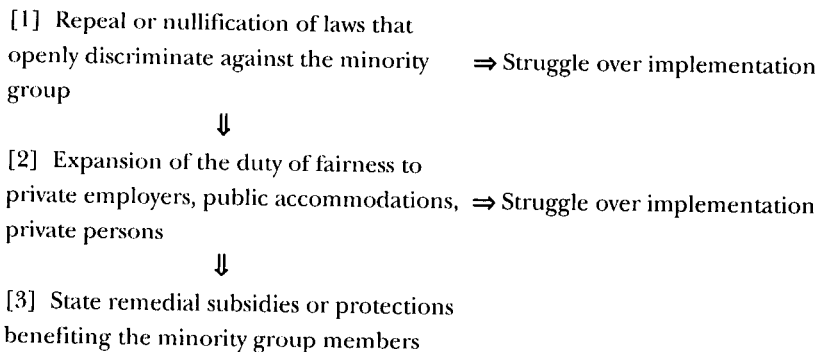 [1] Repeal or nullification of laws that
openly discriminate against the minority ⇒ Struggle over implementation
group
⇓
[2] Expansion of the duty of fairness to
private employers, public accommodations, ⇒ Struggle over implementation
private persons
⇓
[3] State remedial subsidies or protections
benefiting the minority group members